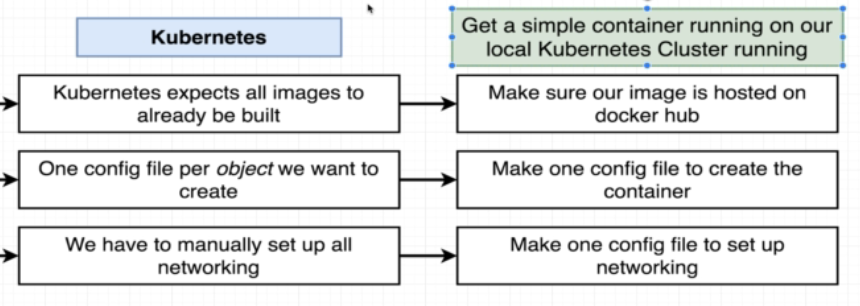 Kubernetes
Get a simple container running on our
local Kubernetes Cluster running
Kubernetes expects all images to
already be built
Make sure our image is hosted on
docker hub
One config file per object we want to
create
Make one config file to create the
container
We have to manually set up all
networking
Make one config file to set up
networking